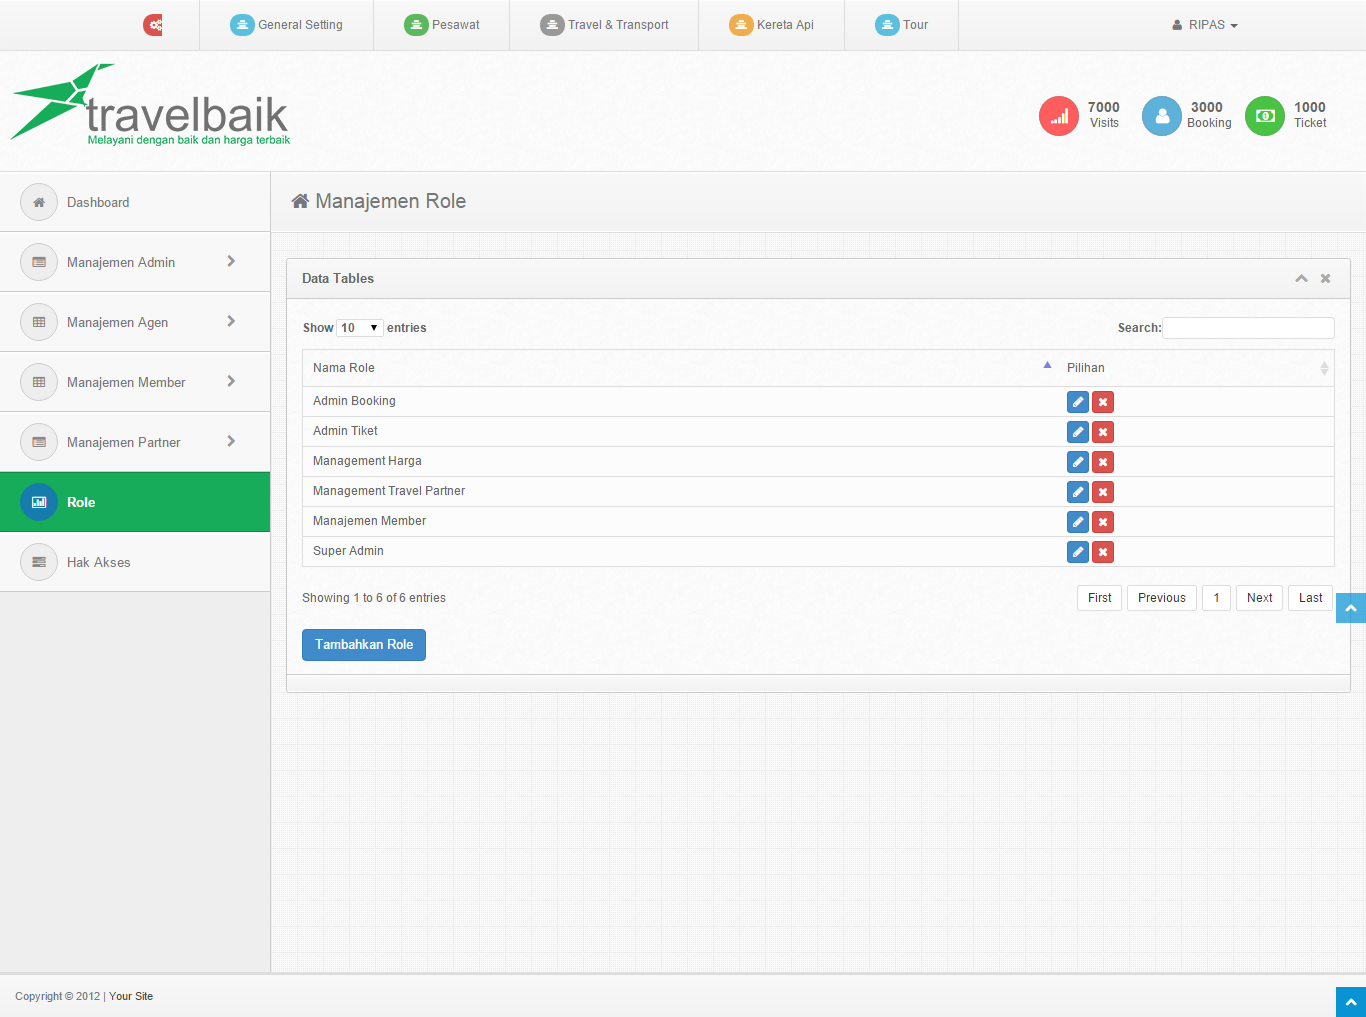 General Setting
Pesawat
Travel & Transport
Kereta Api
Tour
RIPAS
travelbaik
Melayani dengan baik dan harga terbaik
7000
Visits
3000
Booking
1000
Ticket
Dashboard
Manajemen Admin
Manajemen Agen
Manajemen Member
Manajemen Partner
Role
Hak Akses
Manajemen Role
Data Tables
Show 10 entries
Search:
Nama Role Pilihan
Admin Booking
Admin Tiket
Management Harga
Management Travel Partner
Manajemen Member
Super Admin
Showing 1 to 6 of 6 entries
First Previous 1 Next Last
Tambahkan Role
Copyright © 2012 | Your Site